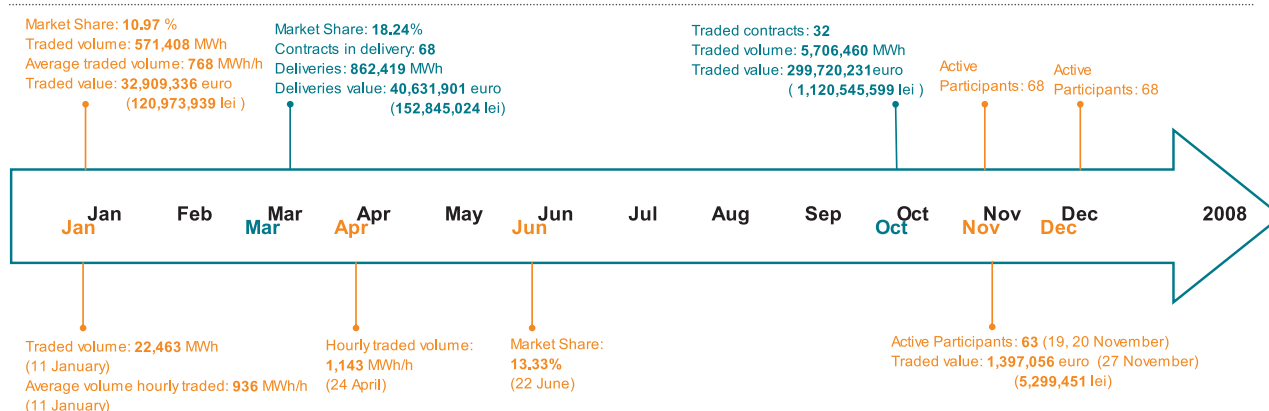 Market Share: 10.97 %
Traded volume: 571,408 MWh
Average traded volume: 768 MWh/h
Traded value: 32,909,336 euro
(120,973,939 lei )
Market Share: 18.24%
Contracts in delivery: 68
Deliveries: 862,419 MWh
Deliveries value: 40,631,901 euro
(152,845,024 lei)
Traded contracts: 32
Traded volume: 5,706,460 MWh
Traded value: 299,720,231euro
( 1,120,545,599 lei )
Active
Participants: 68
Active
Participants: 68
Jan Feb Mar Apr May Jun Jul Aug Sep Oct Nov Dec 2008
Jan Mar Apr Jun Oct Nov Dec
Traded volume: 22,463 MWh
(11 January)
Average volume hourly traded: 936 MWh/h
(11 January)
Hourly traded volume:
1,143 MWh/h
(24 April)
Market Share:
13.33%
(22 June)
Active Participants: 63 (19, 20 November)
Traded value: 1,397,056 euro (27 November)
(5,299,451 lei)